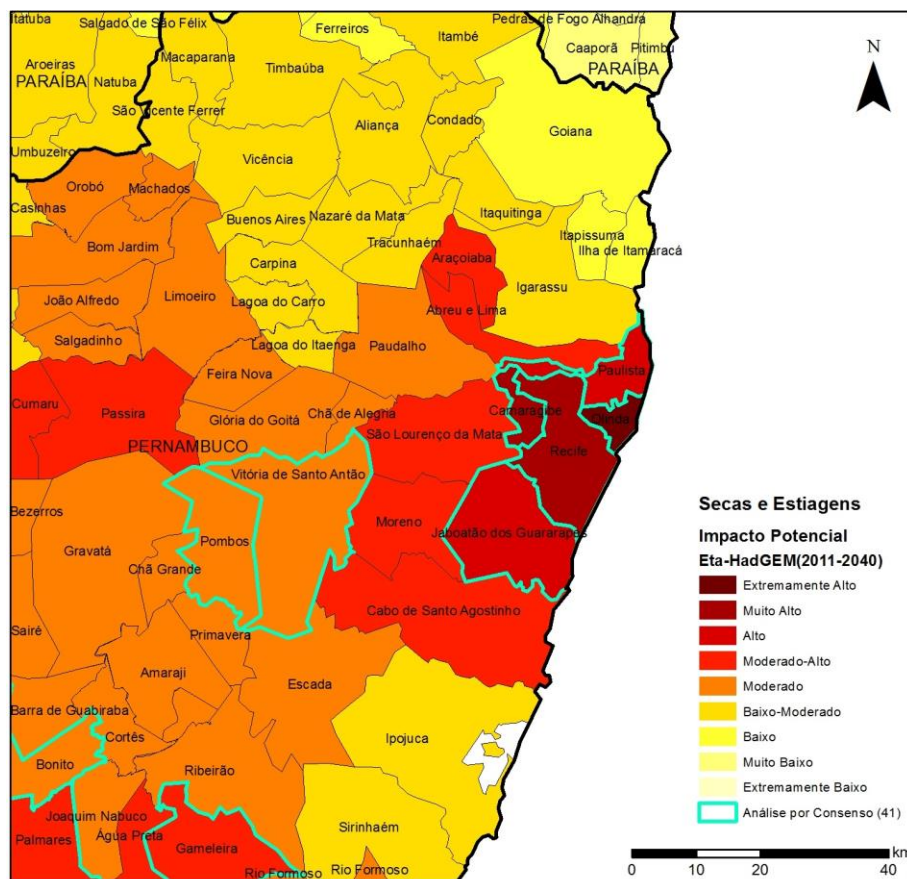 Itatuba
Salgado de São Félix
Ferreiros
Itambé
Pedras de Fogo
Alhandra
Caaporã
Pitimbu
PARAÍBA
Aroeiras
PARAÍBA
Natuba
Macaparana
Timbaúba
São Vicente Ferrer
Aliança
Condado
Goiana
N
Umbuzeiro
Vicência
Orobó
Machados
Casinhas
Buenos Aires
Nazaré da Mata
Itaquitinga
Itapissuma
Bom Jardim
Tracunhaém
Ilha de Itamaracá
Carpina
Araçoiaba
Igarassu
João Alfredo
Limoeiro
Lagoa do Carro
Abreu e Lima
Salgadinho
Lagoa do Itaenga
Paudalho
Feira Nova
Paulista
Cumaru
Passira
Glória do Goitá
Chã de Alegria
Camaragibe
Olinda
PERNAMBUCO
São Lourenço da Mata
Recife
Vitória de Santo Antão
Bezerros
Gravatá
Pombos
Moreno
Jaboatão dos Guararapes
Chã Grande
Cabo de Santo Agostinho
Sairé
Primavera
Amaraji
Escada
Barra de Guabiraba
Cortês
Ipojuca
Bonito
Ribeirão
Joaquim Nabuco
Sirinhaém
Palmares
Água Preta
Gameleira
Rio Formoso
Rio Formoso
Secas e Estiagens
Impacto Potencial
Eta-HadGEM(2011-2040)
Extremamente Alto
Muito Alto
Alto
Moderado-Alto
Moderado
Baixo-Moderado
Baixo
Muito Baixo
Extremamente Baixo
Análise por Consenso (41)
km
0 10 20 40